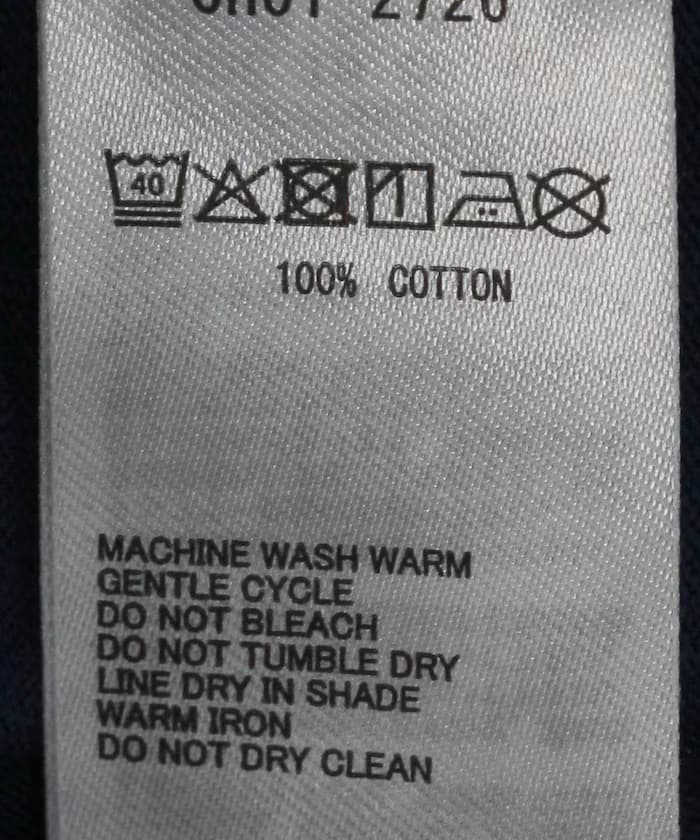 40
100% COTTON
MACHINE WASH WARM
GENTLE CYCLE
DO NOT BLEACH
DO NOT TUMBLE DRY
LINE DRY IN SHADE
WARM IRON
DO NOT DRY CLEAN